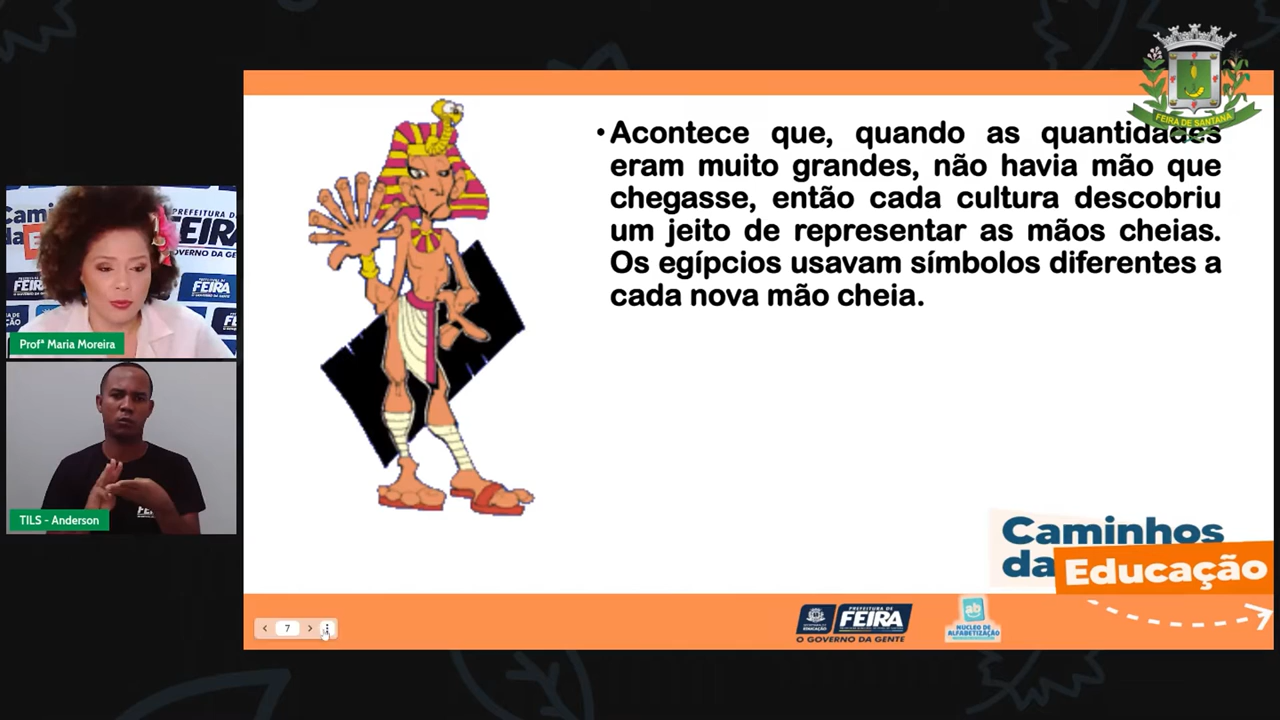 FEIRA DE SANTANA
• Acontece que, quando as quantidades
eram muito grandes, não havia mão que
chegasse, então cada cultura descobriu
um jeito de representar as mãos cheias.
Os egípcios usavam símbolos diferentes a
cada nova mão cheia.
PREFEITURA DE
FEIRA
GOVERNO DA GENTE
FEIRA
Profª Maria Moreira
TILS - Anderson
Caminhos
da Educação
7
PREFEITURA DE
FEIRA
O GOVERNO DA GENTE
ab
NÚCLEO DE
ALFABETIZAÇÃO